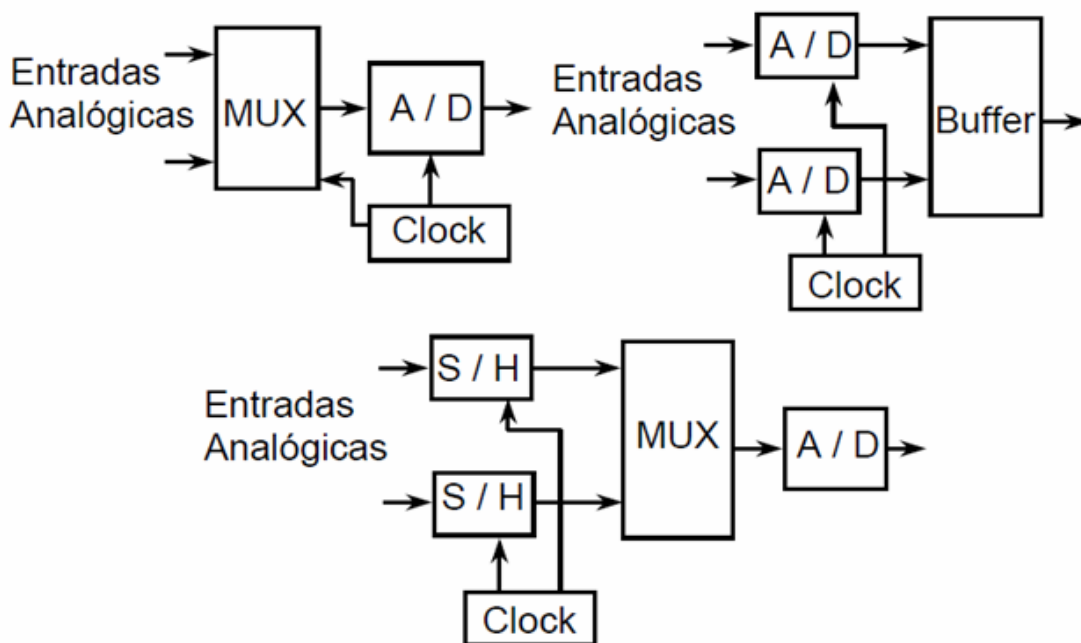 Entradas
Analógicas
MUX
A / D
Clock
Entradas
Analógicas
A / D
A / D
Buffer
Clock
Entradas
Analógicas
S / H
S / H
MUX
A / D
Clock